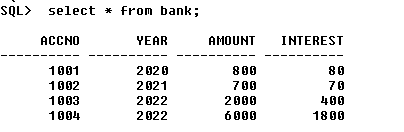 SQL>  select * from bank;
     ACCNO       YEAR     AMOUNT   INTEREST
---------- ---------- ---------- ----------
      1001       2020        800         80
      1002       2021        700         70
      1003       2022       2000        400
      1004       2022       6000       1800